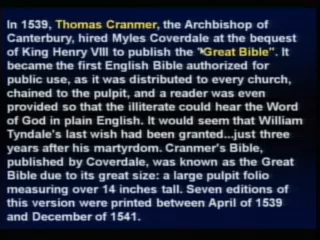 In 1539, Thomas Cranmer, the Archbishop of
Canterbury, hired Myles Coverdale at the bequest
of King Henry VIII to publish the "Great Bible". It
became the first English Bible authorized for
public use, as it was distributed to every church,
chained to the pulpit, and a reader was even
provided so that the illiterate could hear the Word
of God in plain English. It would seem that William
Tyndale's last wish had been granted...just three
years after his martyrdom. Cranmer's Bible,
published by Coverdale, was known as the Great
Bible due to its great size: a large pulpit folio
measuring over 14 inches tall. Seven editions of
this version were printed between April of 1539
and December of 1541.